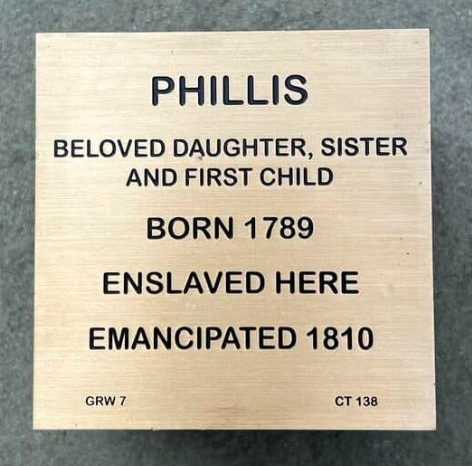 PHILLIS
BELOVED DAUGHTER, SISTER
AND FIRST CHILD
BORN 1789
ENSLAVED HERE
EMANCIPATED 1810
GRW 7 CT 138